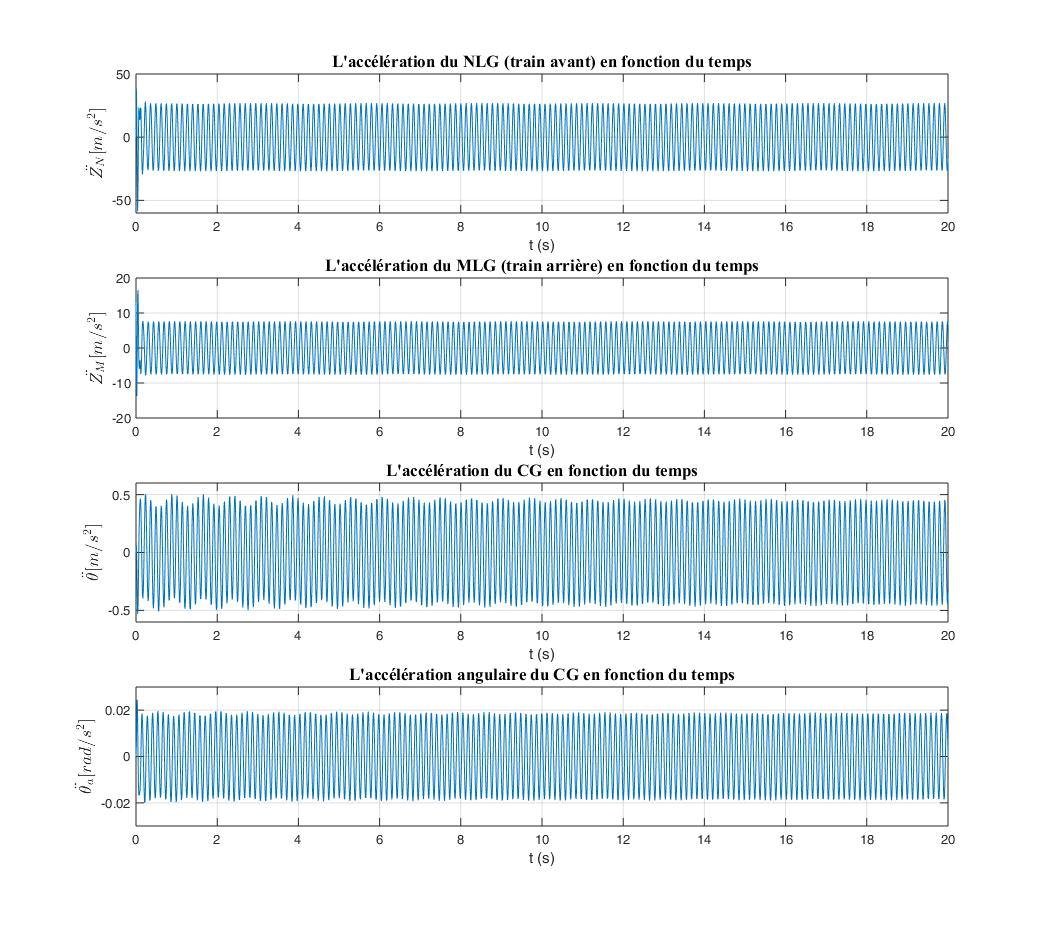 L'accélération du NLG (train avant) en fonction du temps
50
0
-50
Z̈_N[m/s²]
0 2 4 6 8 10 12 14 16 18 20
t (s)
L'accélération du MLG (train arrière) en fonction du temps
20
10
0
-10
-20
Z̈_M[m/s²]
0 2 4 6 8 10 12 14 16 18 20
t (s)
L'accélération du CG en fonction du temps
0.5
0
-0.5
θ̈[m/s²]
0 2 4 6 8 10 12 14 16 18 20
t (s)
L'accélération angulaire du CG en fonction du temps
0.02
0
-0.02
θ̈_a[rad/s²]
0 2 4 6 8 10 12 14 16 18 20
t (s)